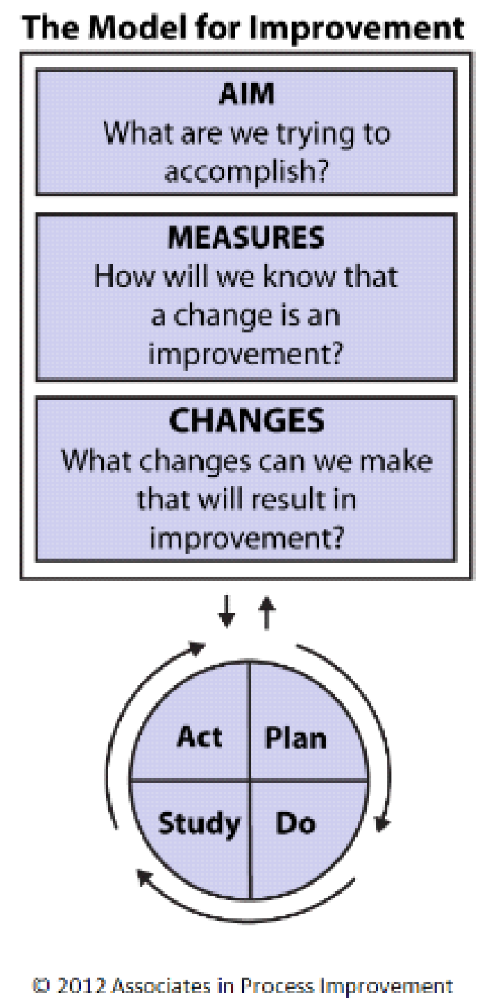 The Model for Improvement
AIM
What are we trying to
accomplish?
MEASURES
How will we know that
a change is an
improvement?
CHANGES
What changes can we make
that will result in
improvement?
Act
Plan
Study
Do
© 2012 Associates in Process Improvement